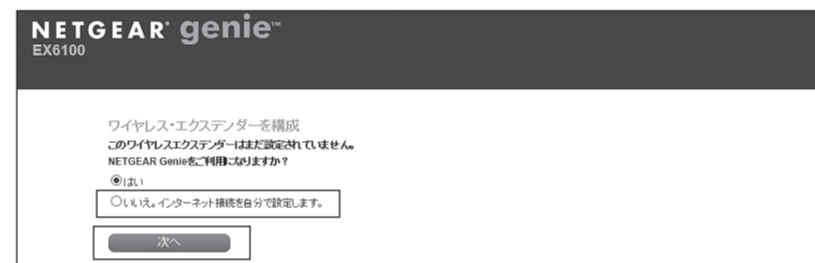 NETGEAR® genie™
EX6100
ワイヤレス・エクステンダーを構成
このワイヤレスエクステンダーはまだ設定されていません。
NETGEAR Genieをご利用になりますか？
はい
いいえ。インターネット接続を自分で設定します。
次へ